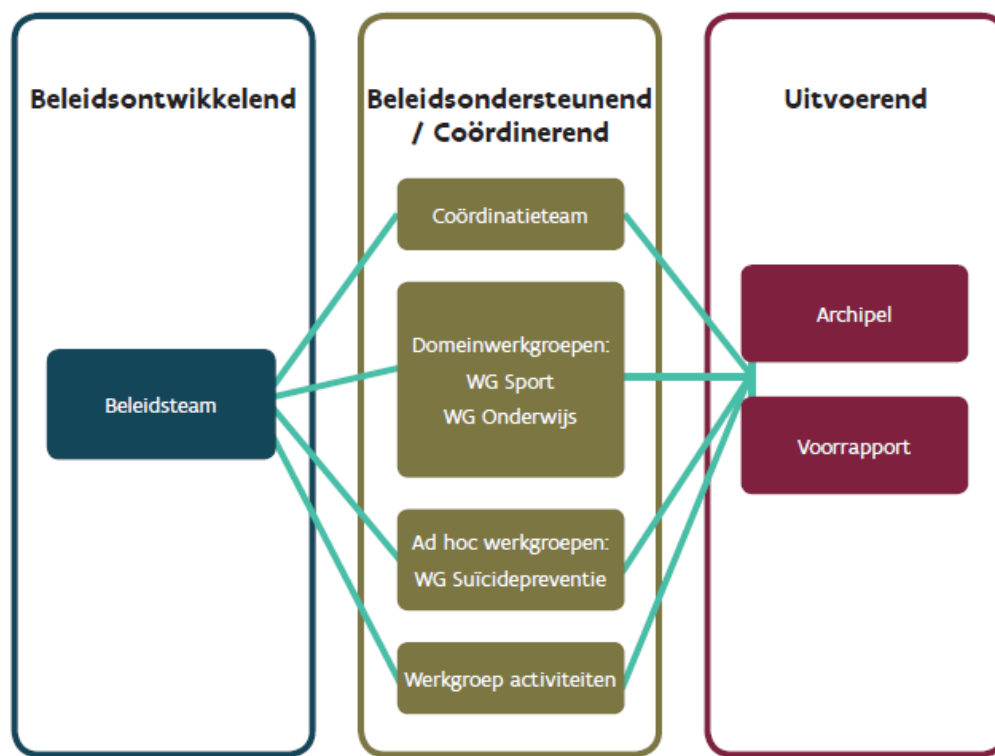 Beleidsontwikkelend
Beleidsteam
Beleidsondersteunend
/ Coördinerend
Coördinatieteam
Domeinwerkgroepen:
WG Sport
WG Onderwijs
Ad hoc werkgroepen:
WG Suïcidepreventie
Werkgroep activiteiten
Uitvoerend
Archipel
Voorrapport